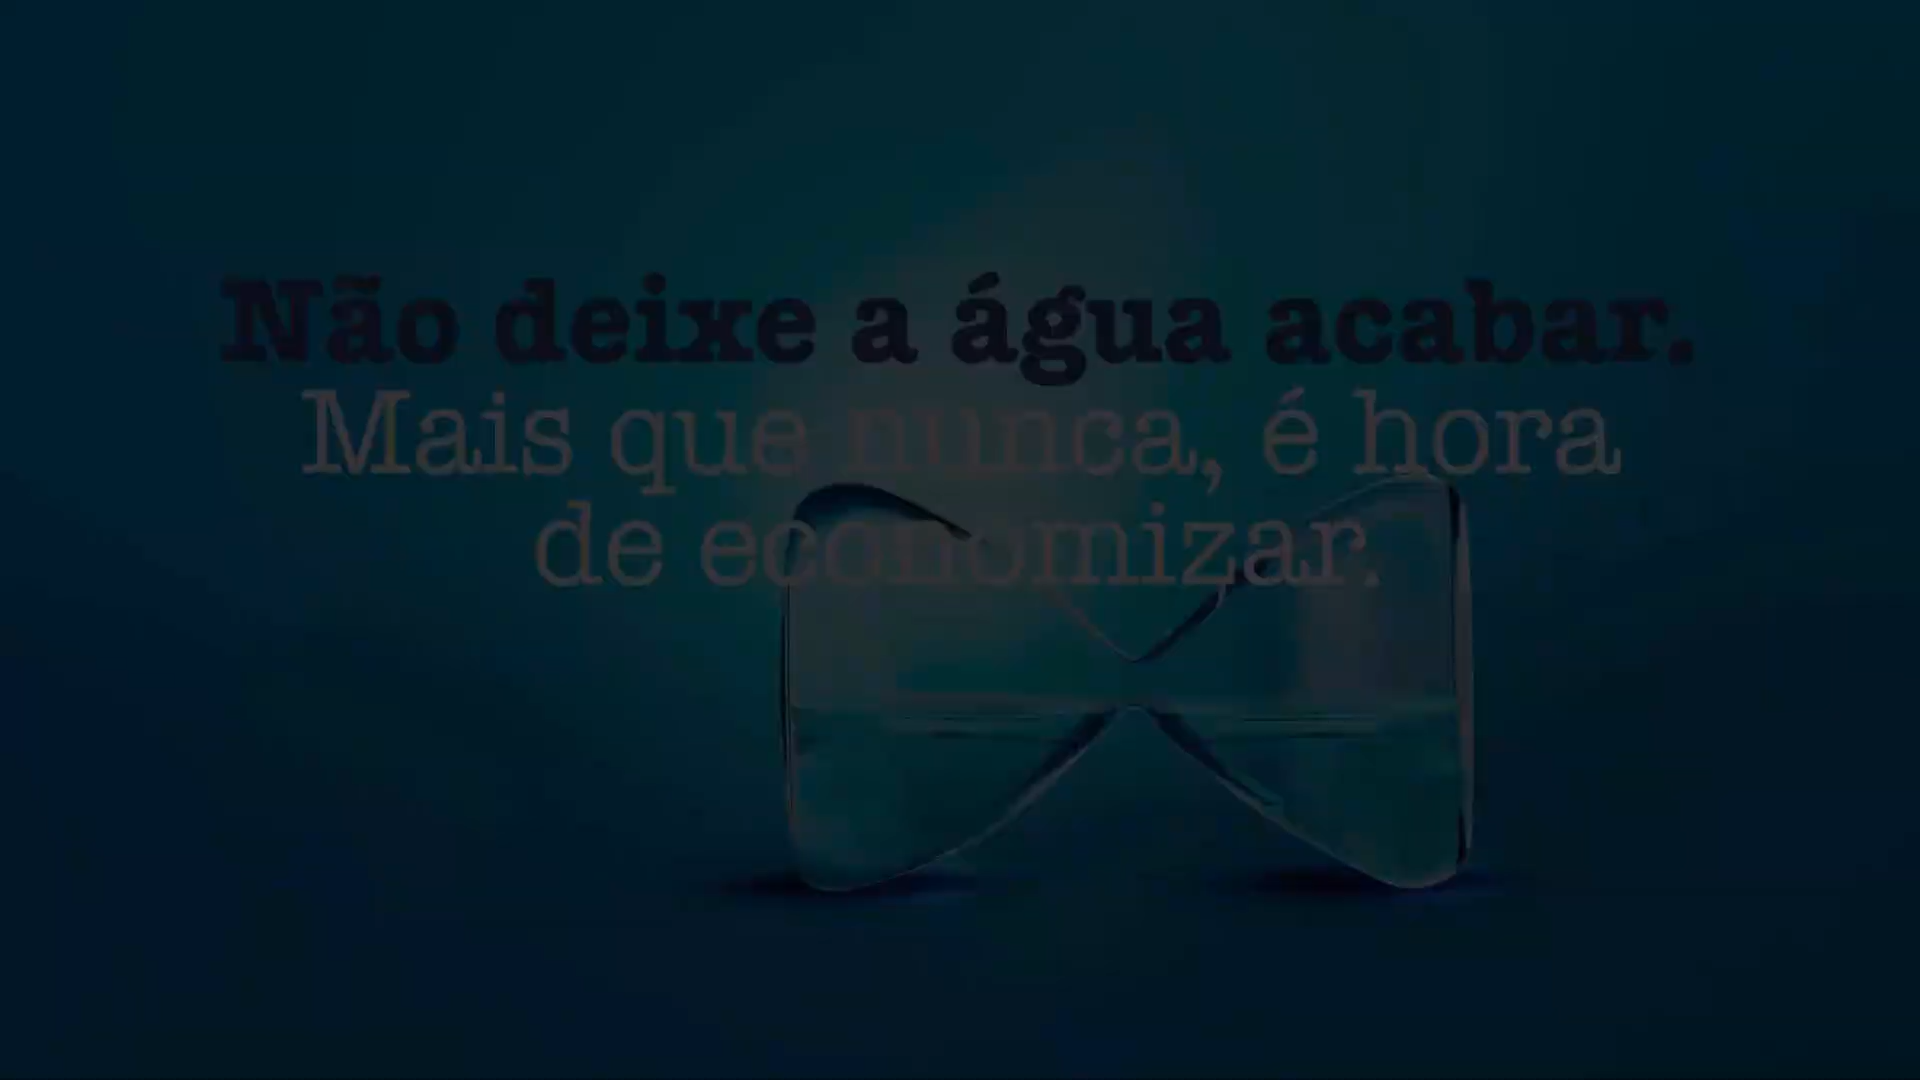 Não deixe a água acabar.
Mais que nunca, é hora
de economizar.